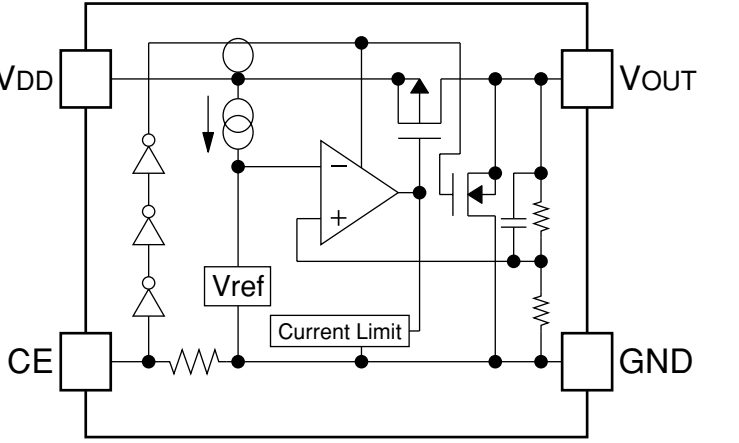 VDD
VOUT
−
+
Vref
Current Limit
CE
GND